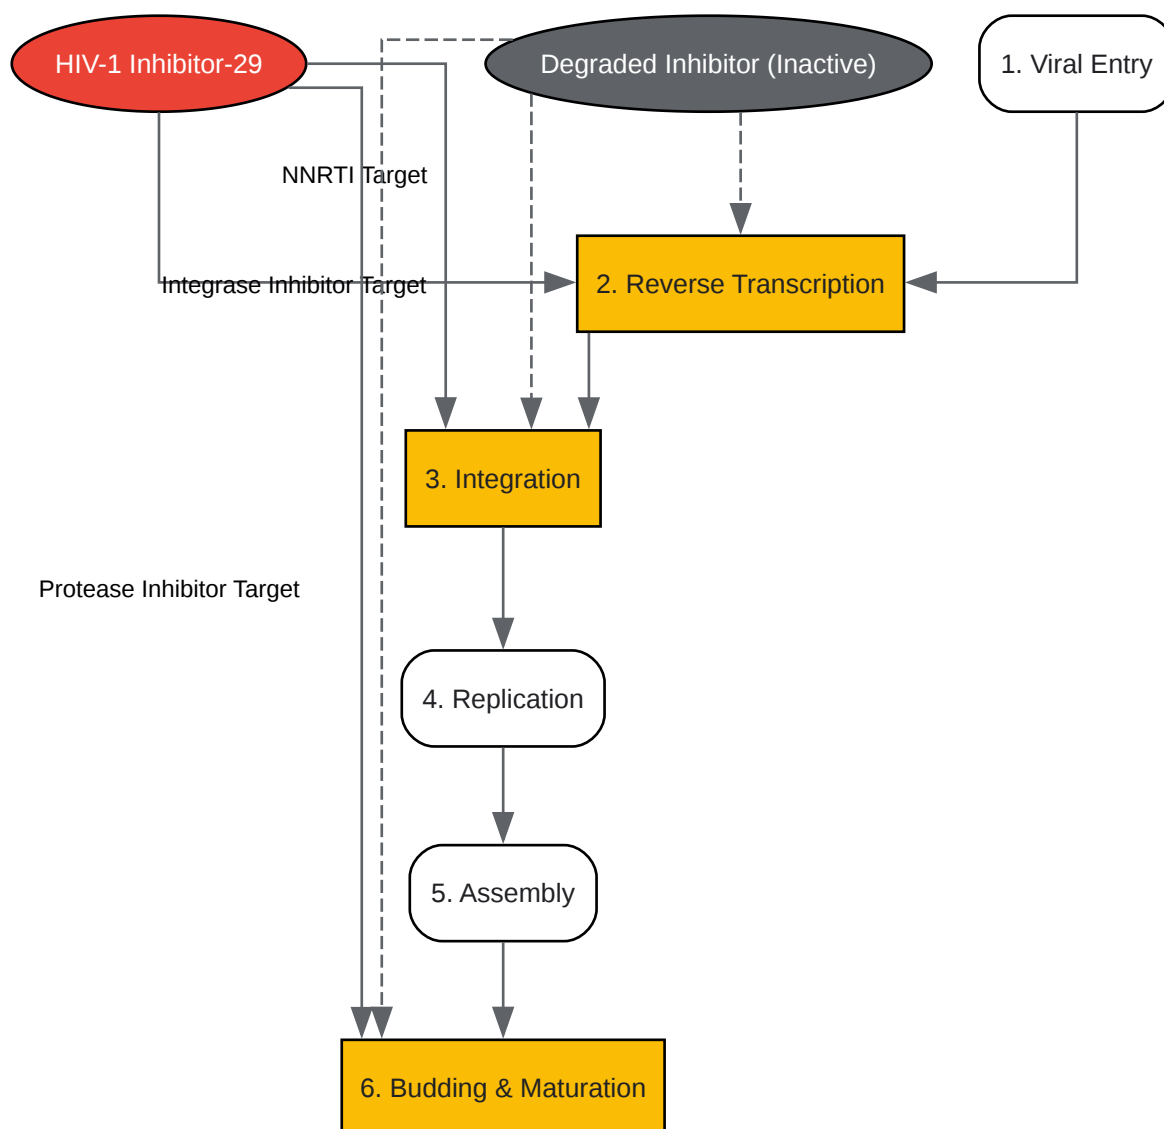 HIV-1 Inhibitor-29
Degraded Inhibitor (Inactive)
1. Viral Entry
NNRTI Target
Integrase Inhibitor Target
2. Reverse Transcription
3. Integration
Protease Inhibitor Target
4. Replication
5. Assembly
6. Budding & Maturation